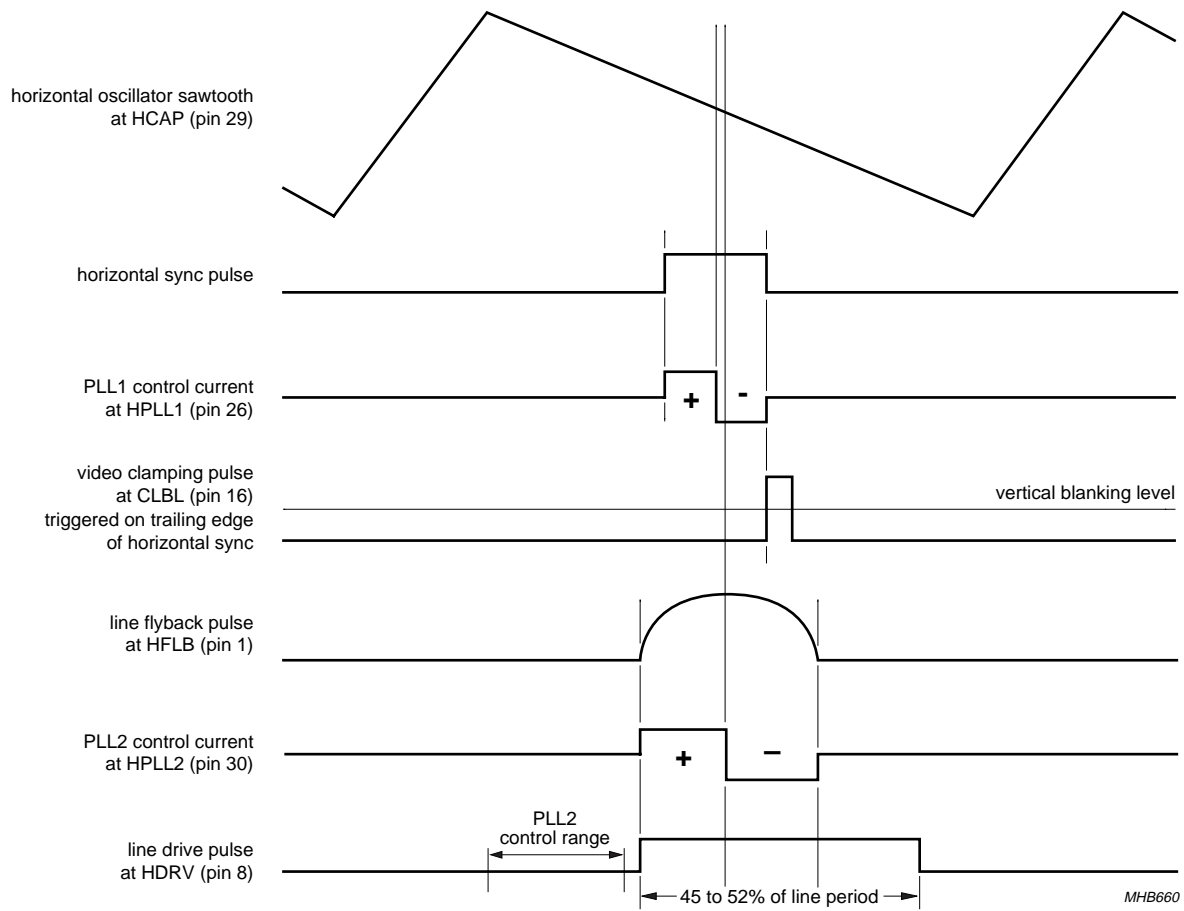 horizontal oscillator sawtooth
at HCAP (pin 29)
horizontal sync pulse
PLL1 control current
at HPLL1 (pin 26)
+
-
video clamping pulse
at CLBL (pin 16)
triggered on trailing edge
of horizontal sync
vertical blanking level
line flyback pulse
at HFLB (pin 1)
PLL2 control current
at HPLL2 (pin 30)
+
−
PLL2
control range
line drive pulse
at HDRV (pin 8)
45 to 52% of line period
MHB660